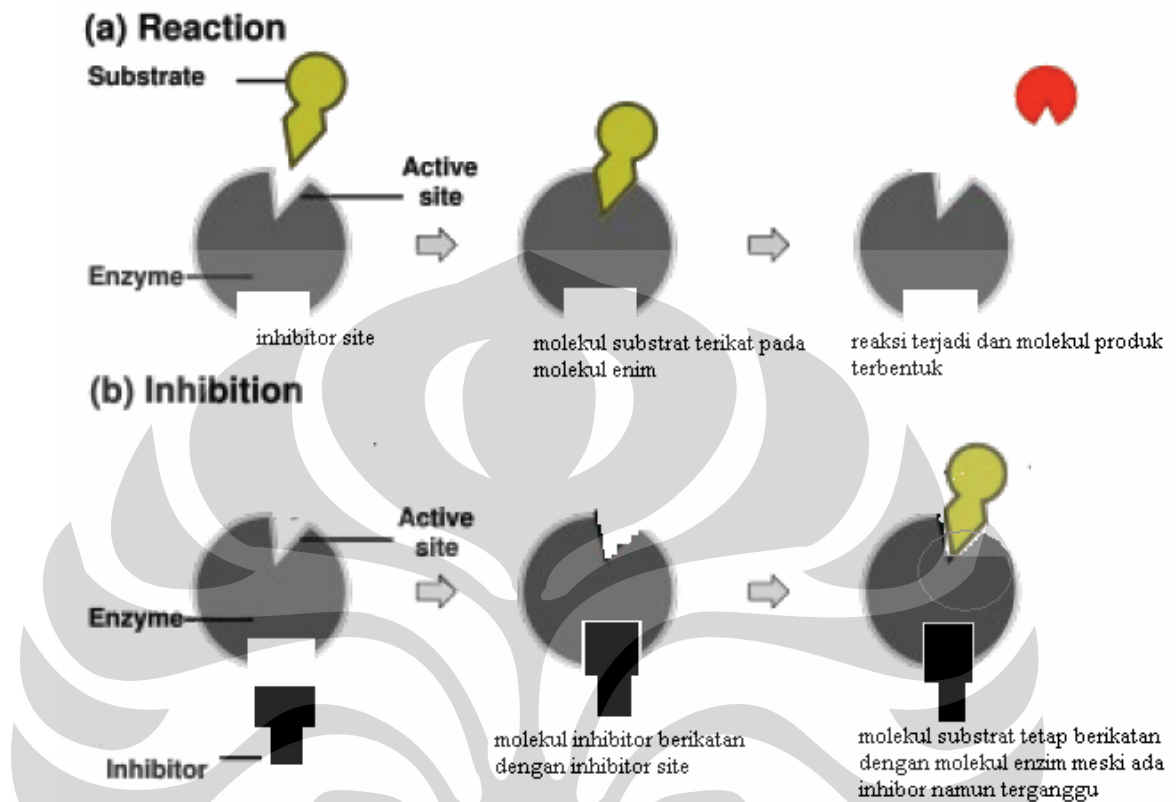 (a) Reaction
Substrate
Active
site
Enzyme
inhibitor site
molekul substrat terikat pada
molekul enim
reaksi terjadi dan molekul produk
terbentuk
(b) Inhibition
Active
site
Enzyme
Inhibitor
molekul inhibitor berikatan
dengan inhibitor site
molekul substrat tetap berikatan
dengan molekul enzim meski ada
inhibor namun terganggu